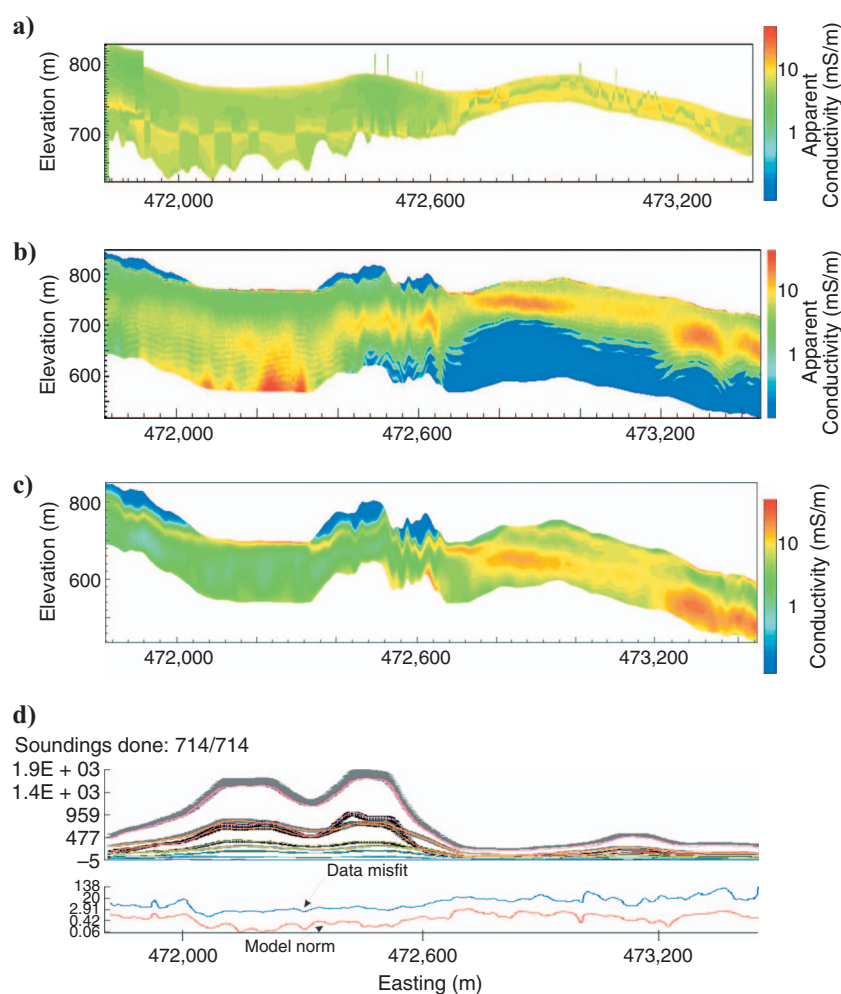 a)
Elevation (m)
800
700
472,000
472,600
473,200
10
1
Apparent
Conductivity (mS/m)
b)
Elevation (m)
800
700
600
472,000
472,600
473,200
10
1
Apparent
Conductivity (mS/m)
c)
Elevation (m)
800
600
472,000
472,600
473,200
10
1
Conductivity (mS/m)
d)
Soundings done: 714/714
1.9E + 03
1.4E + 03
959
477
–5
Data misfit
138
20
2.91
0.42
0.06
Model norm
472,000
472,600
473,200
Easting (m)